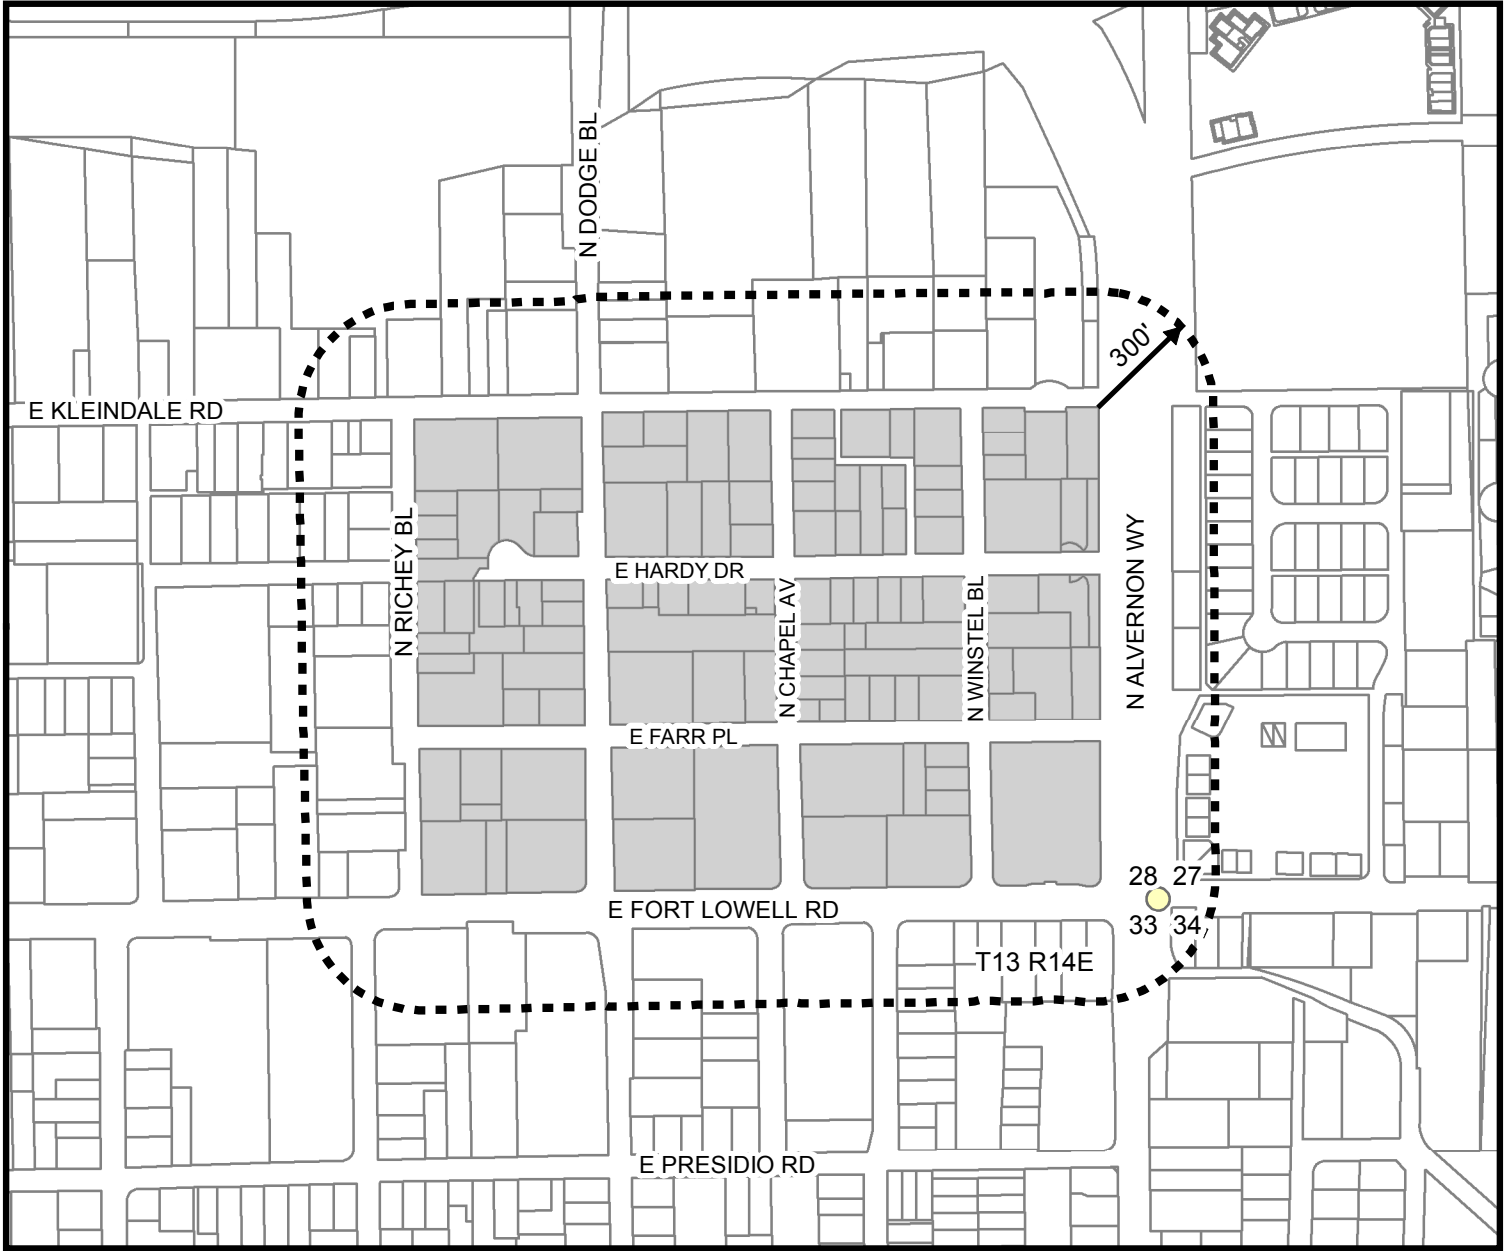 N DODGE BL
300'
E KLEINDALE RD
N RICHEY BL
E HARDY DR
N CHAPEL AV
N WINSTEL BL
N ALVERNON WY
E FARR PL
28 27
E FORT LOWELL RD
33 34
T13 R14E
E PRESIDIO RD